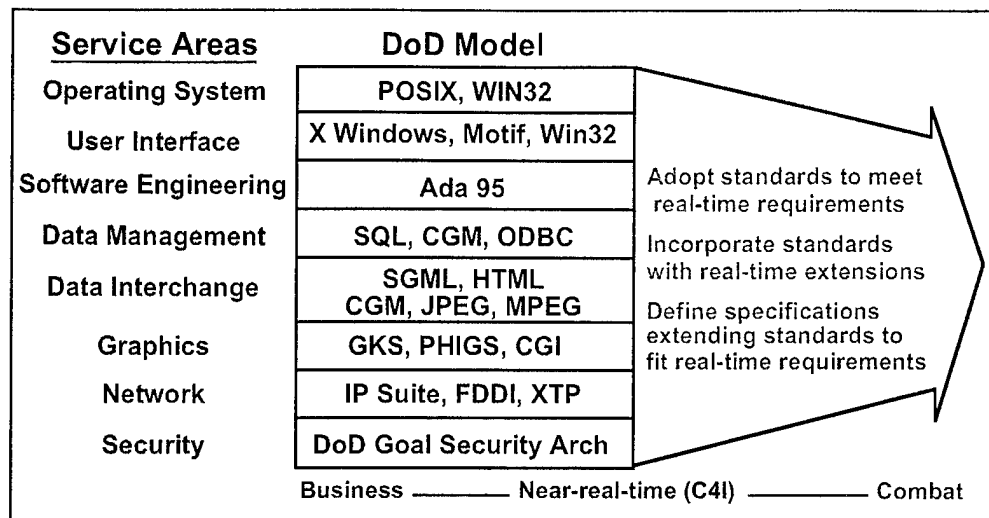 Service Areas DoD Model
Operating System POSIX, WIN32
User Interface X Windows, Motif, Win32
Software Engineering Ada 95
Data Management SQL, CGM, ODBC
Data Interchange SGML, HTML
CGM, JPEG, MPEG
Graphics GKS, PHIGS, CGI
Network IP Suite, FDDI, XTP
Security DoD Goal Security Arch
Adopt standards to meet
real-time requirements
Incorporate standards
with real-time extensions
Define specifications
extending standards to
fit real-time requirements
Business Near-real-time (C4I) Combat